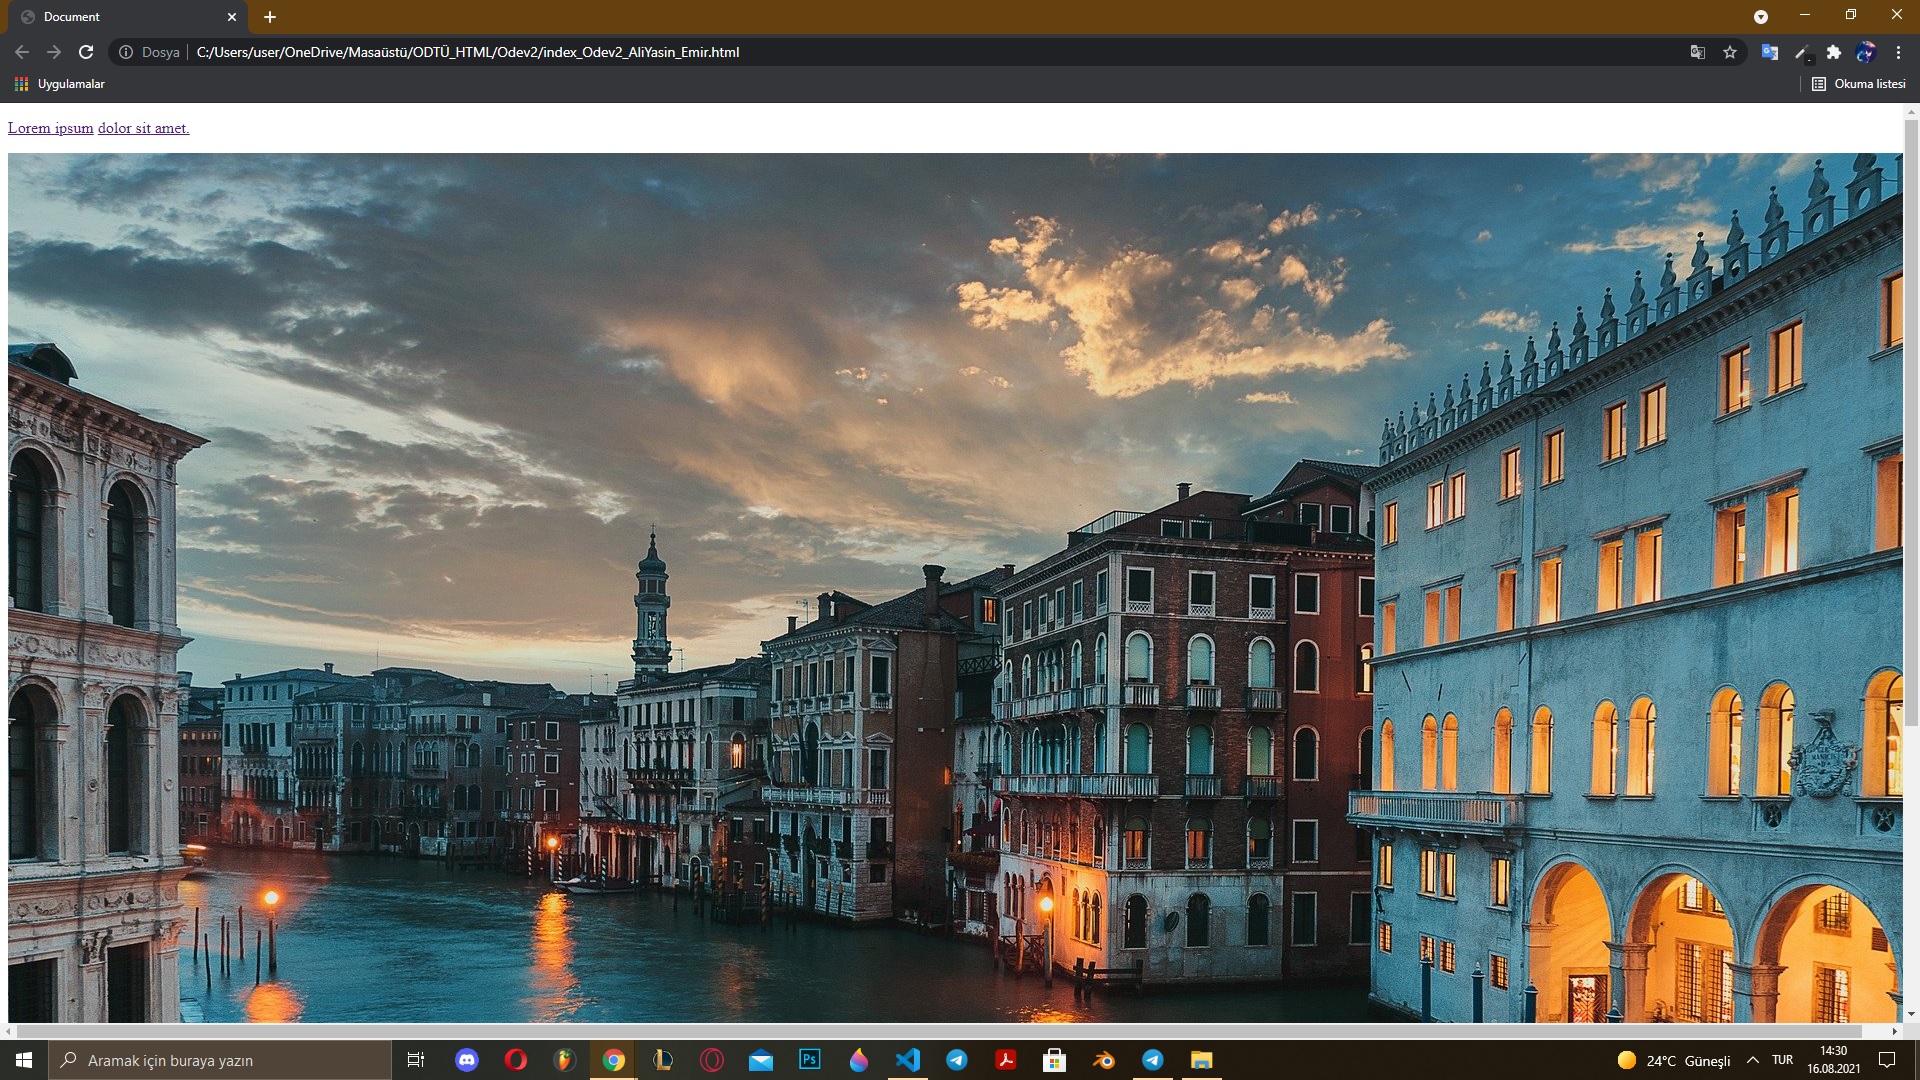 Document
Dosya
C:/Users/user/OneDrive/Masaüstü/ODTÜ_HTML/Odev2/index_Odev2_AliYasin_Emir.html
Uygulamalar
Okuma listesi
Lorem ipsum dolor sit amet.
Aramak için buraya yazın
Ps
24°C Güneşli
TUR
14:30
16.08.2021